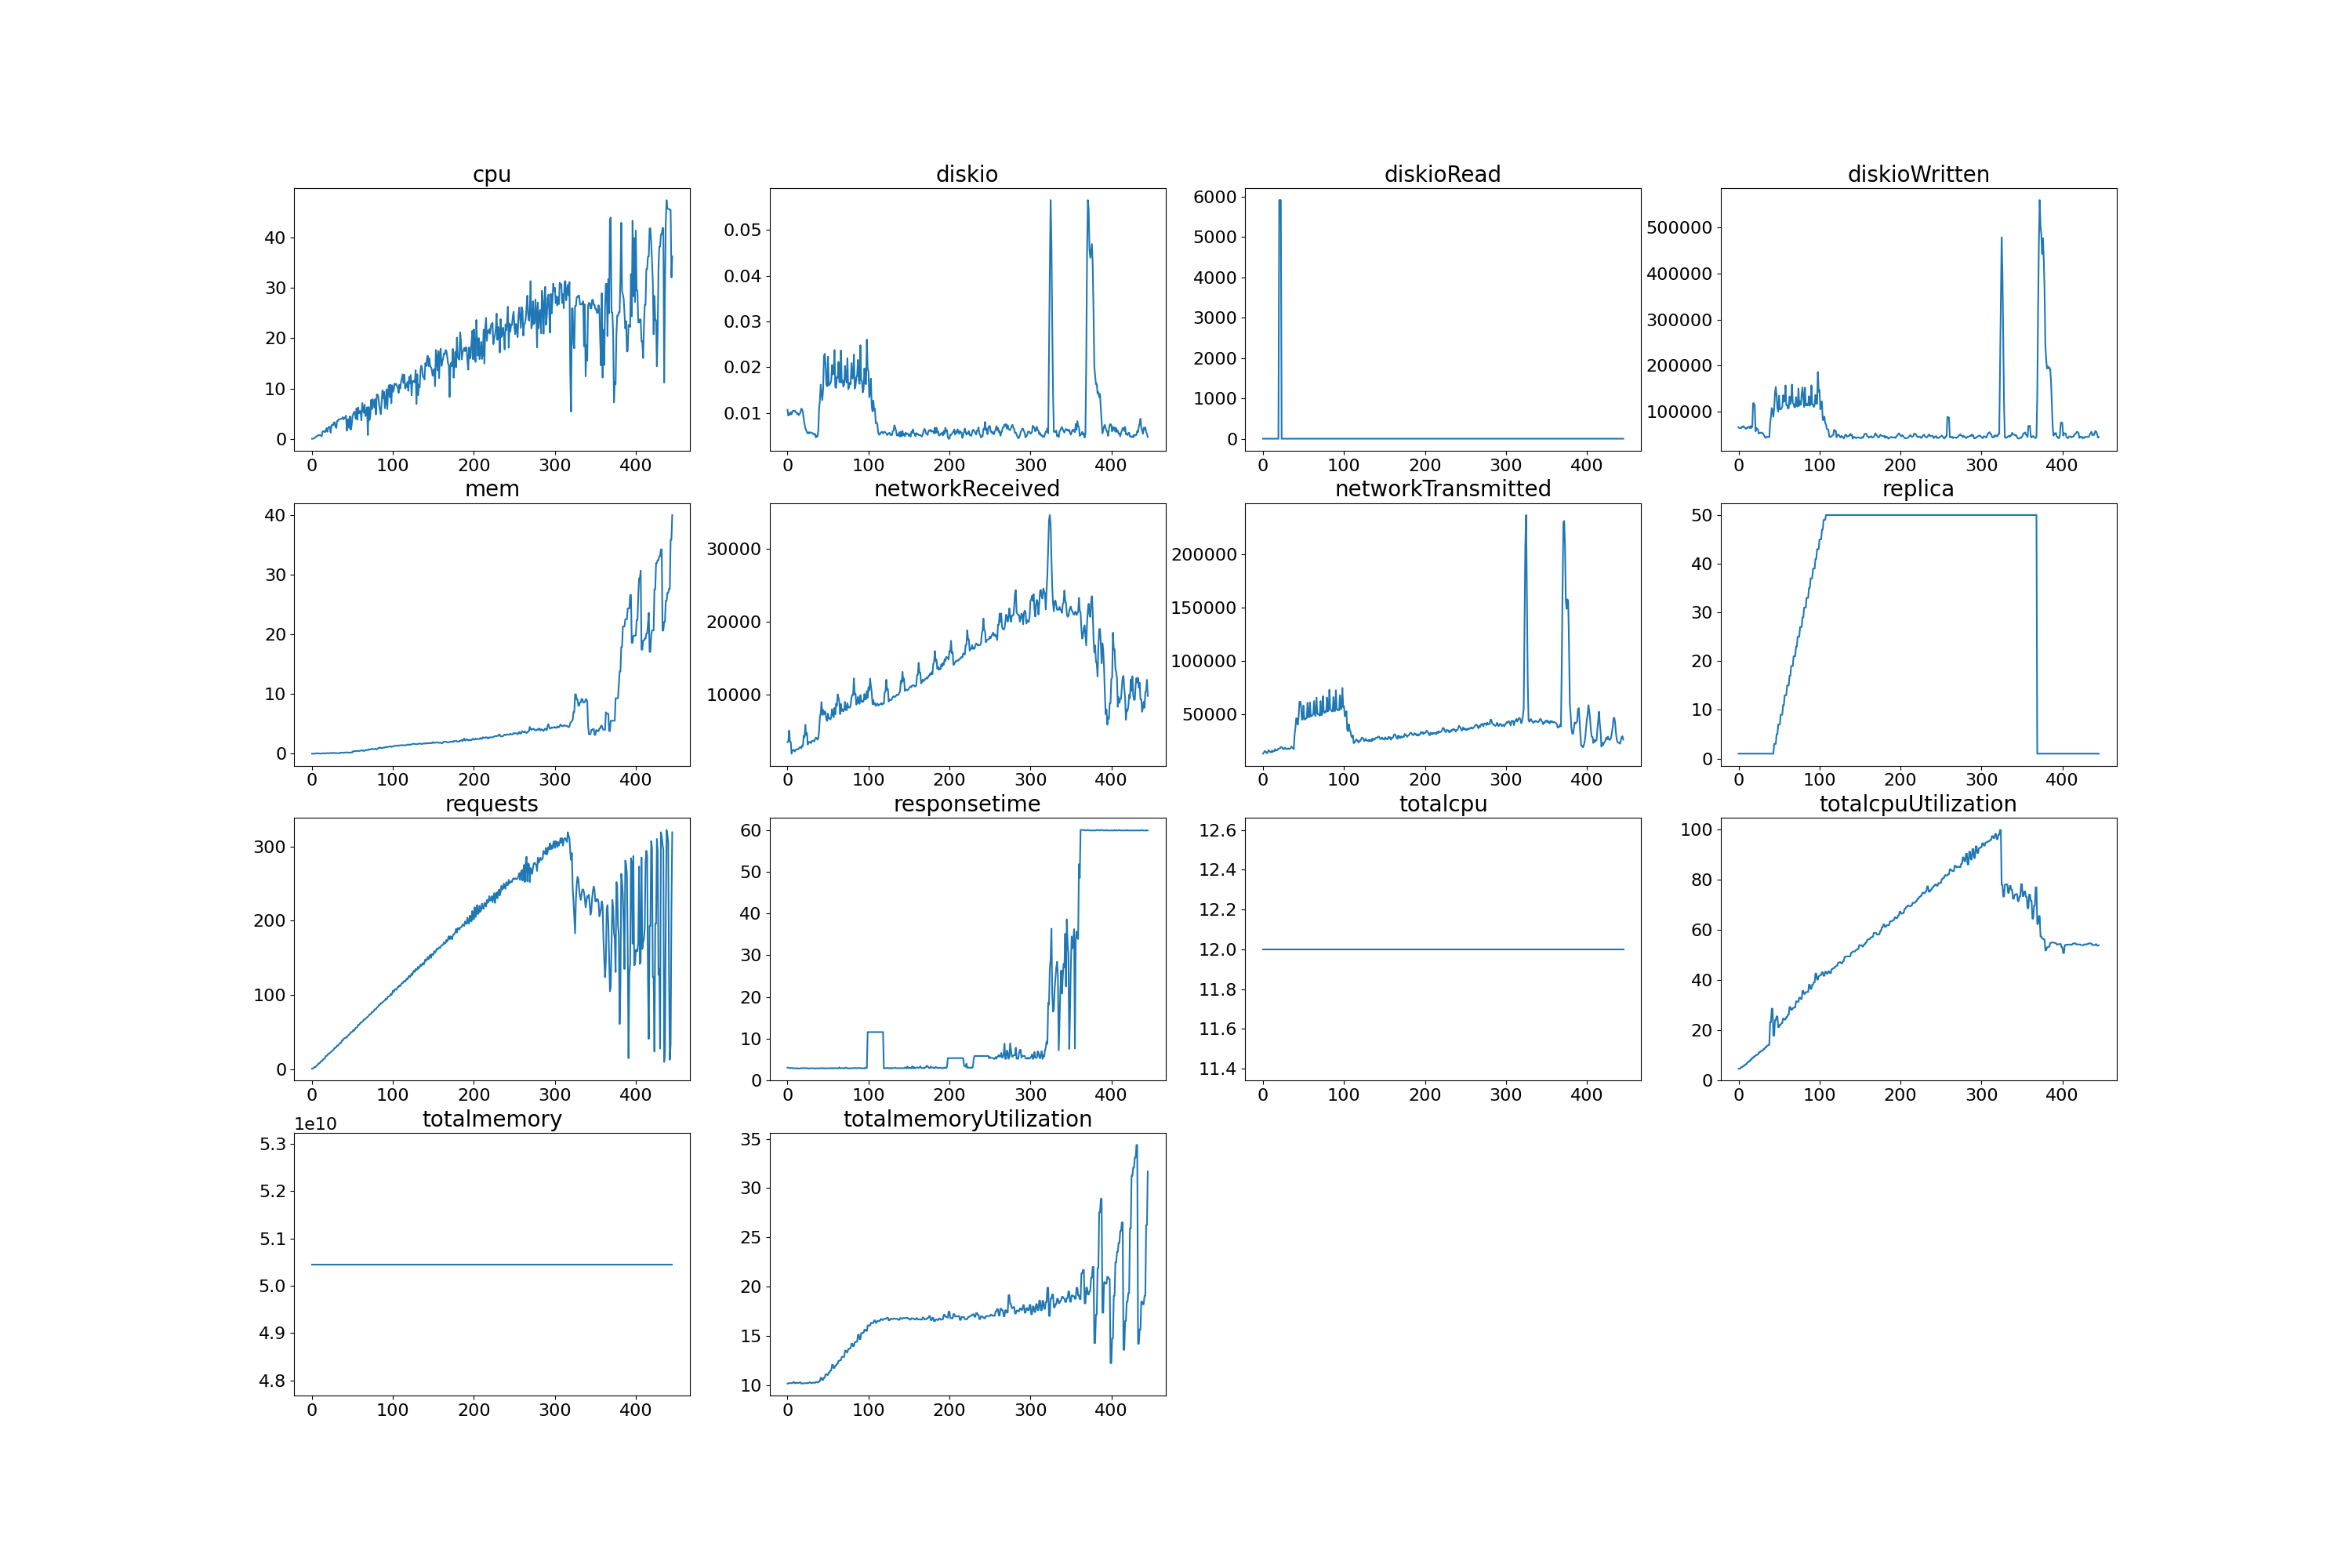 cpu
40
30
20
10
0
0 100 200 300 400
diskio
0.05
0.04
0.03
0.02
0.01
0 100 200 300 400
diskioRead
6000
5000
4000
3000
2000
1000
0
0 100 200 300 400
diskioWritten
500000
400000
300000
200000
100000
0 100 200 300 400
mem
40
30
20
10
0
0 100 200 300 400
networkReceived
30000
20000
10000
0 100 200 300 400
networkTransmitted
200000
150000
100000
50000
0 100 200 300 400
replica
50
40
30
20
10
0
0 100 200 300 400
requests
300
200
100
0
0 100 200 300 400
responsetime
60
50
40
30
20
10
0
0 100 200 300 400
totalcpu
12.6
12.4
12.2
12.0
11.8
11.6
11.4
0 100 200 300 400
totalcpuUtilization
100
80
60
40
20
0
0 100 200 300 400
totalmemory
1e10
5.3
5.2
5.1
5.0
4.9
4.8
0 100 200 300 400
totalmemoryUtilization
35
30
25
20
15
10
0 100 200 300 400